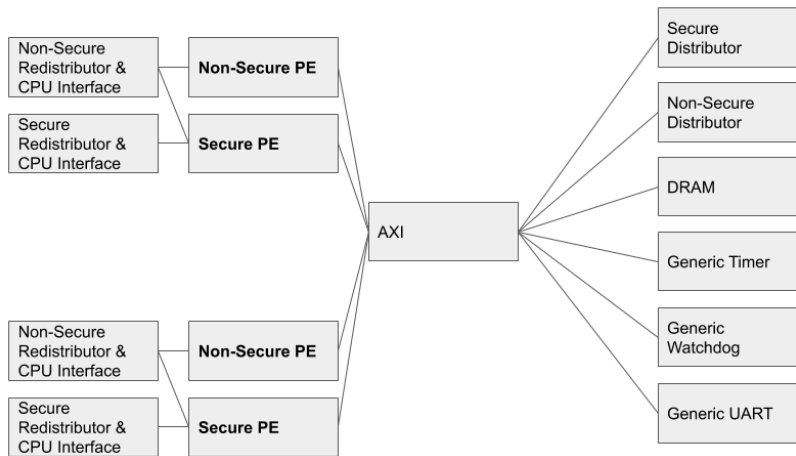 Non-Secure
Redistributor &
CPU Interface
Non-Secure PE
Secure
Redistributor &
CPU Interface
Secure PE
Non-Secure
Redistributor &
CPU Interface
Non-Secure PE
Secure
Redistributor &
CPU Interface
Secure PE
AXI
Secure
Distributor
Non-Secure
Distributor
DRAM
Generic Timer
Generic
Watchdog
Generic UART